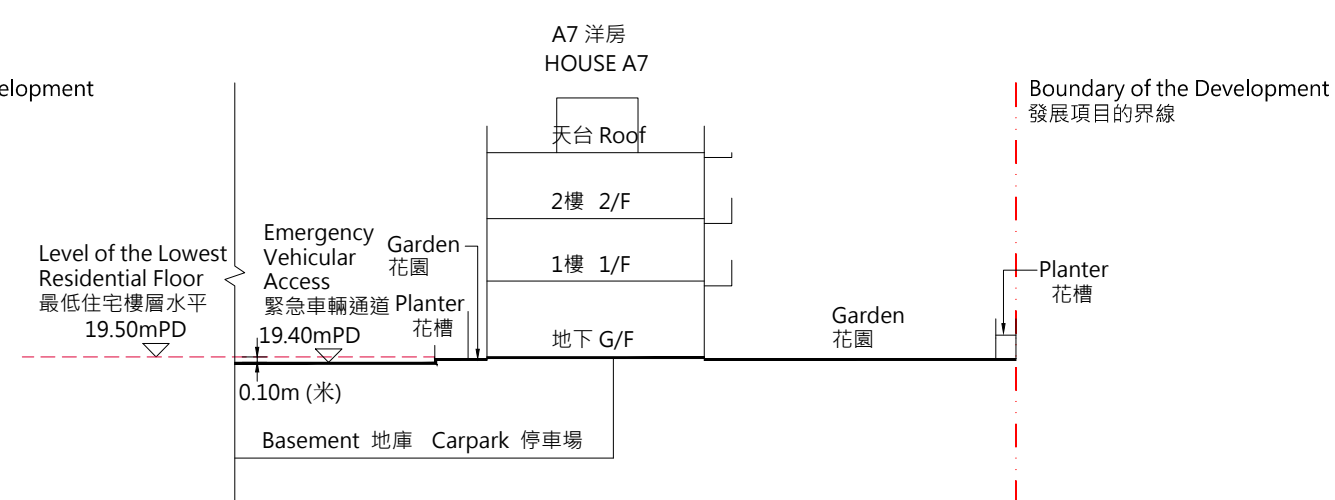 A7 洋房
HOUSE A7
elopment
Boundary of the Development
發展項目的界線
天台 Roof
2樓 2/F
1樓 1/F
地下 G/F
Level of the Lowest
Residential Floor
最低住宅樓層水平
19.50mPD
Emergency
Vehicular
Access
緊急車輛通道
19.40mPD
Garden
花園
Planter
花槽
Garden
花園
Planter
花槽
0.10m (米)
Basement 地庫 Carpark 停車場